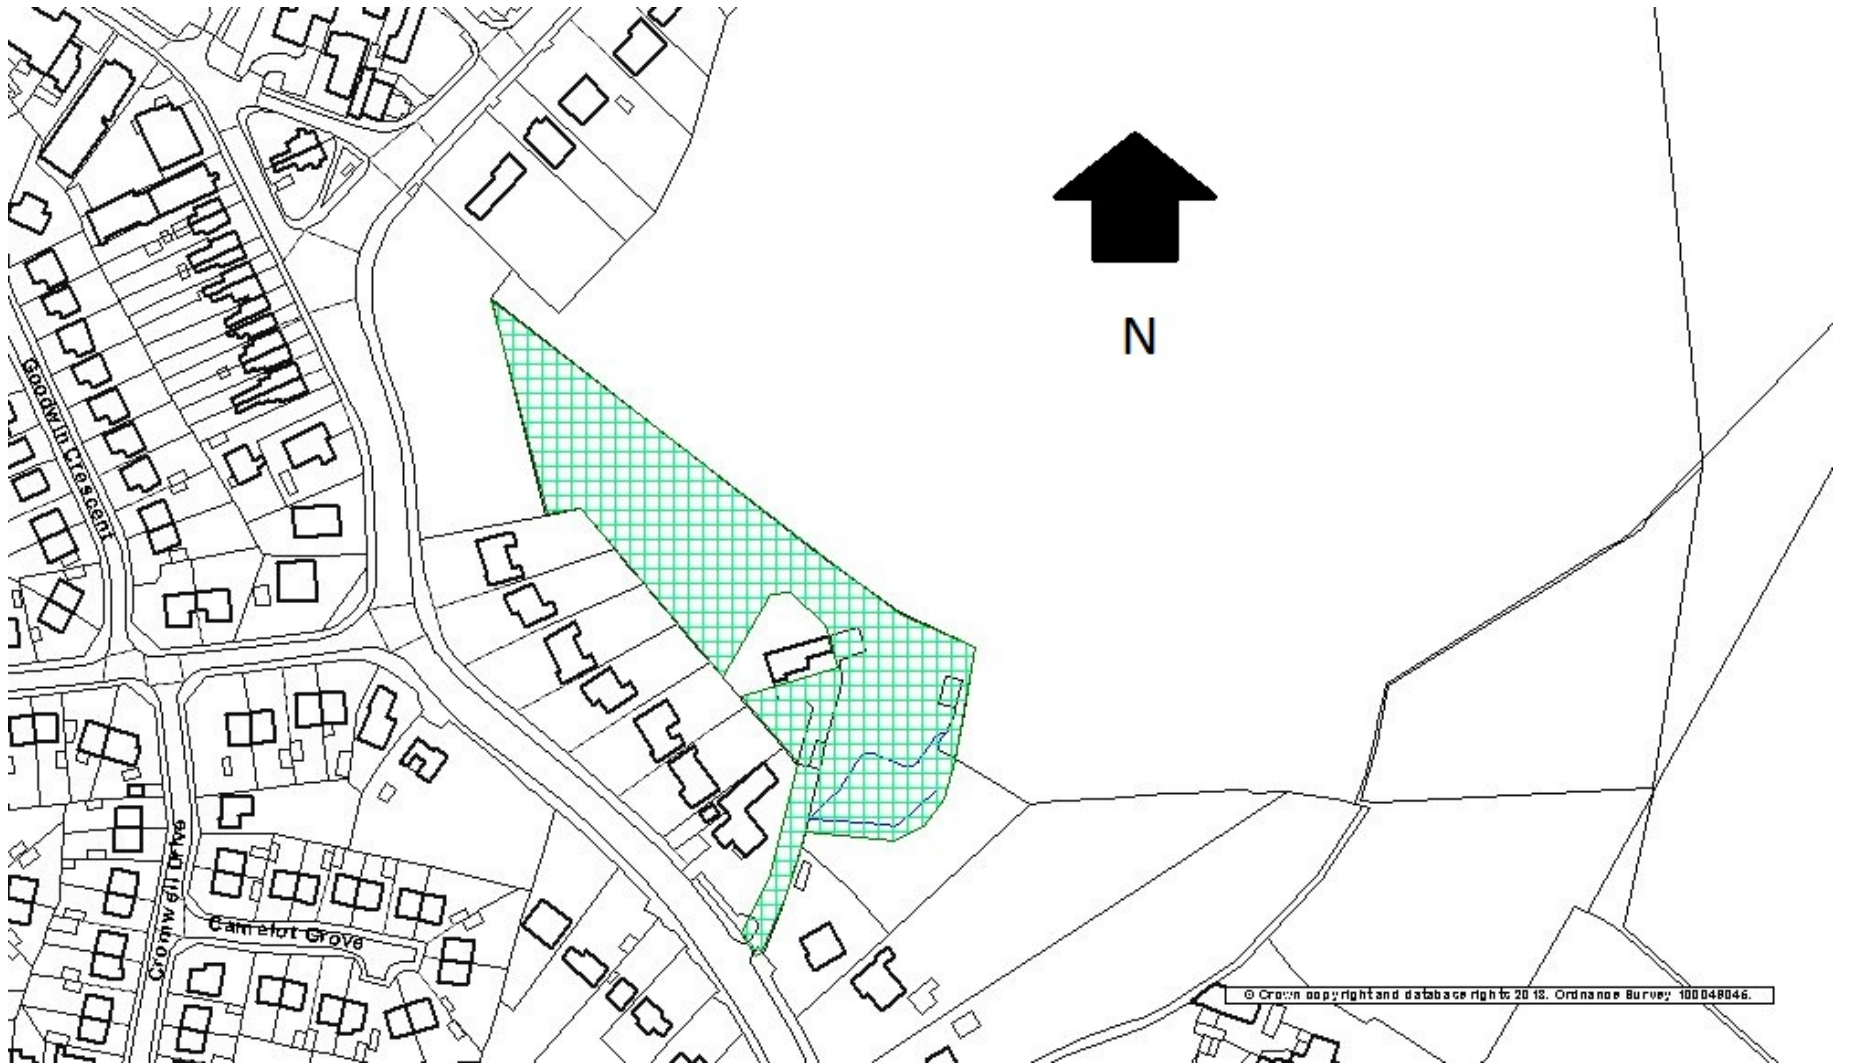 N
Goodwin Crescent
Cromwell Drive
Camelot Grove
© Crown copyright and database rights 2018. Ordnance Survey 100049046.